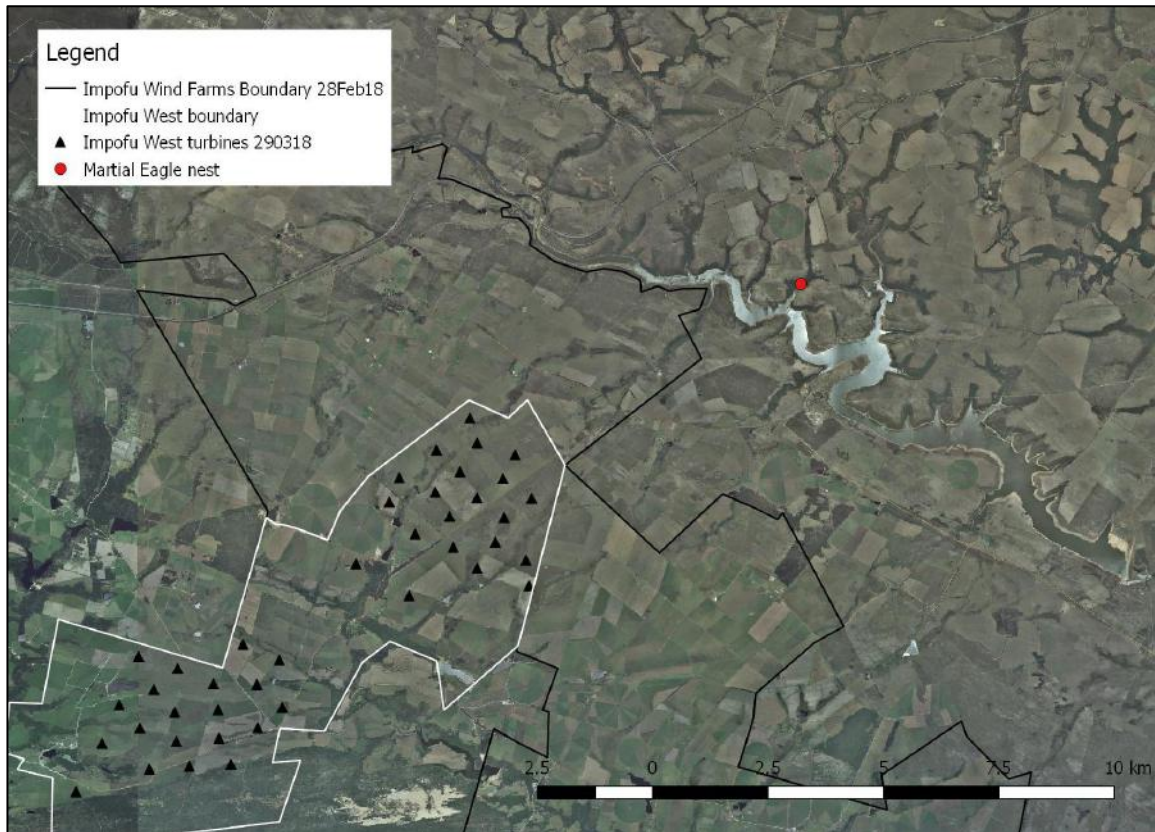 Legend
Impofu Wind Farms Boundary 28Feb18
Impofu West boundary
Impofu West turbines 290318
Martial Eagle nest
2.5 0 2.5 5 7.5 10 km